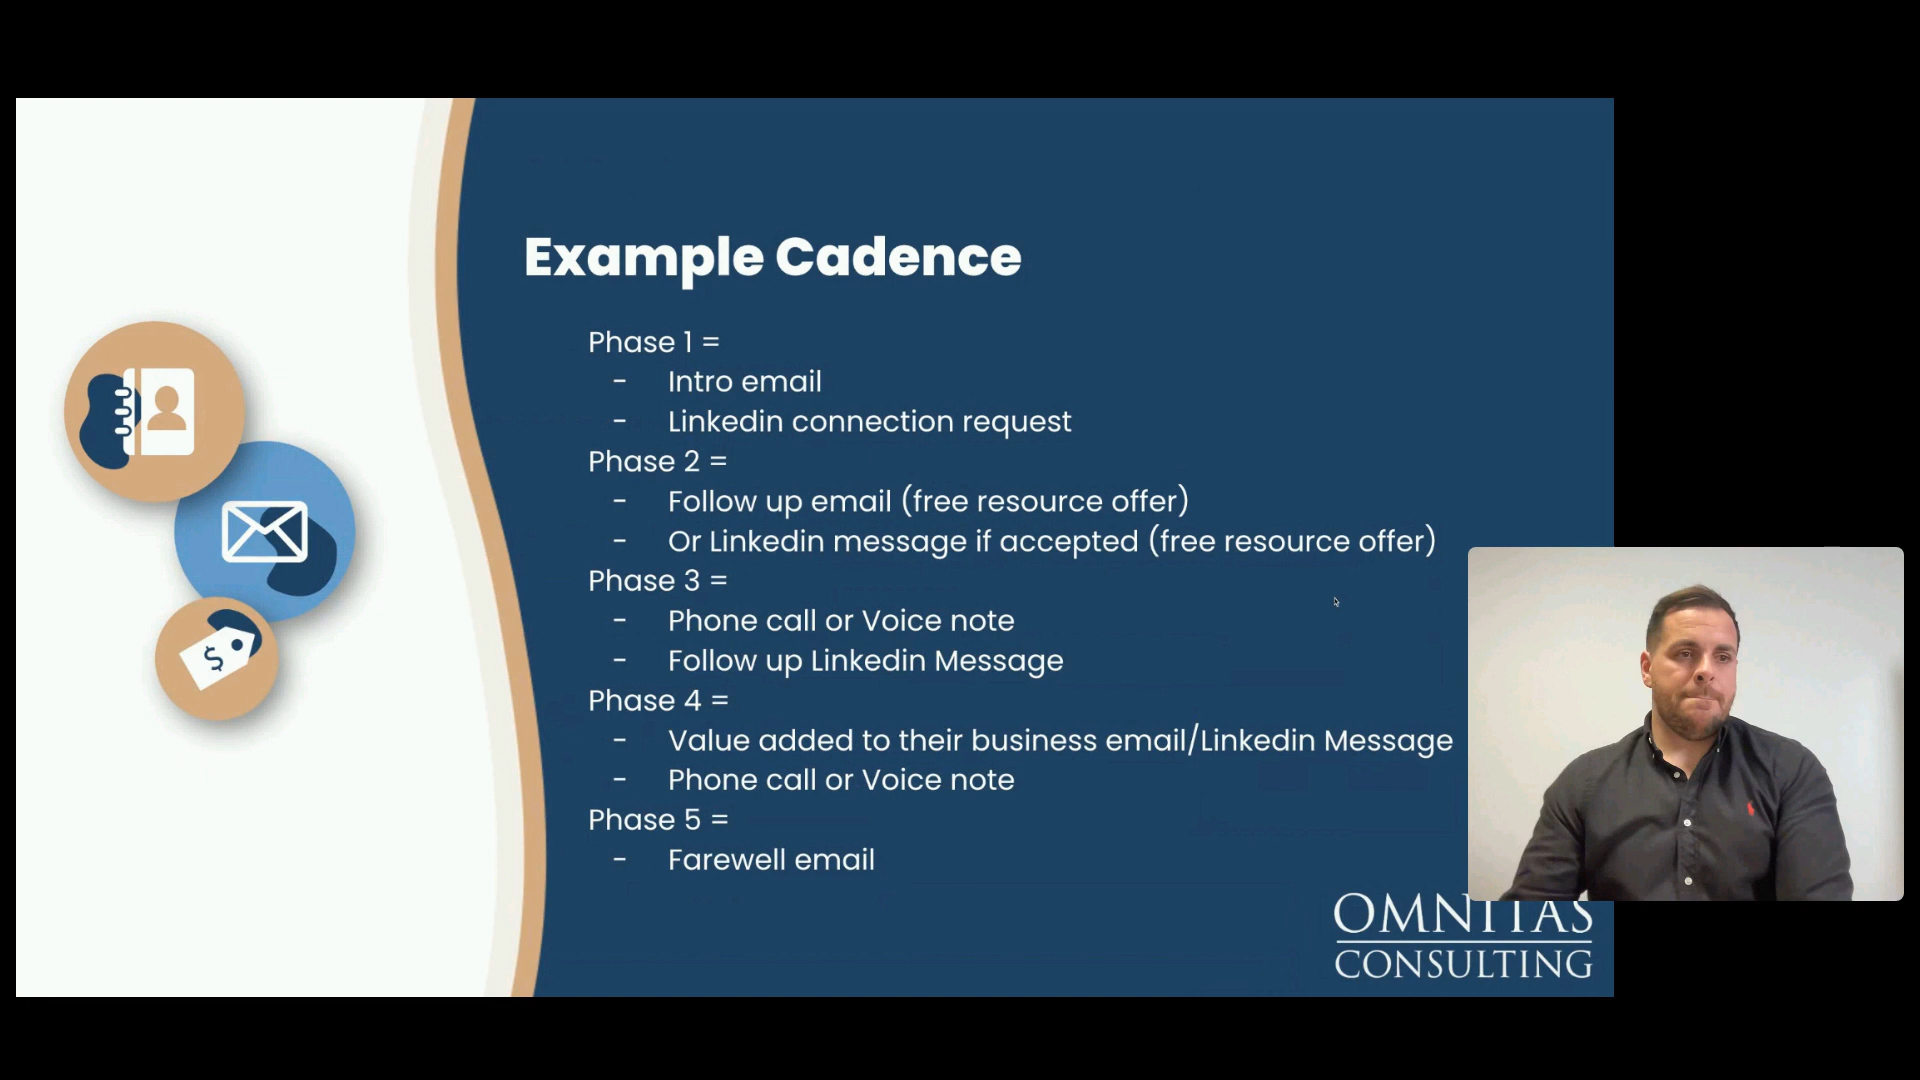 Example Cadence
Phase 1 =
- Intro email
- Linkedin connection request
Phase 2 =
- Follow up email (free resource offer)
- Or Linkedin message if accepted (free resource offer)
Phase 3 =
- Phone call or Voice note
- Follow up Linkedin Message
Phase 4 =
- Value added to their business email/Linkedin Message
- Phone call or Voice note
Phase 5 =
- Farewell email
$
OMNITAS
CONSULTING